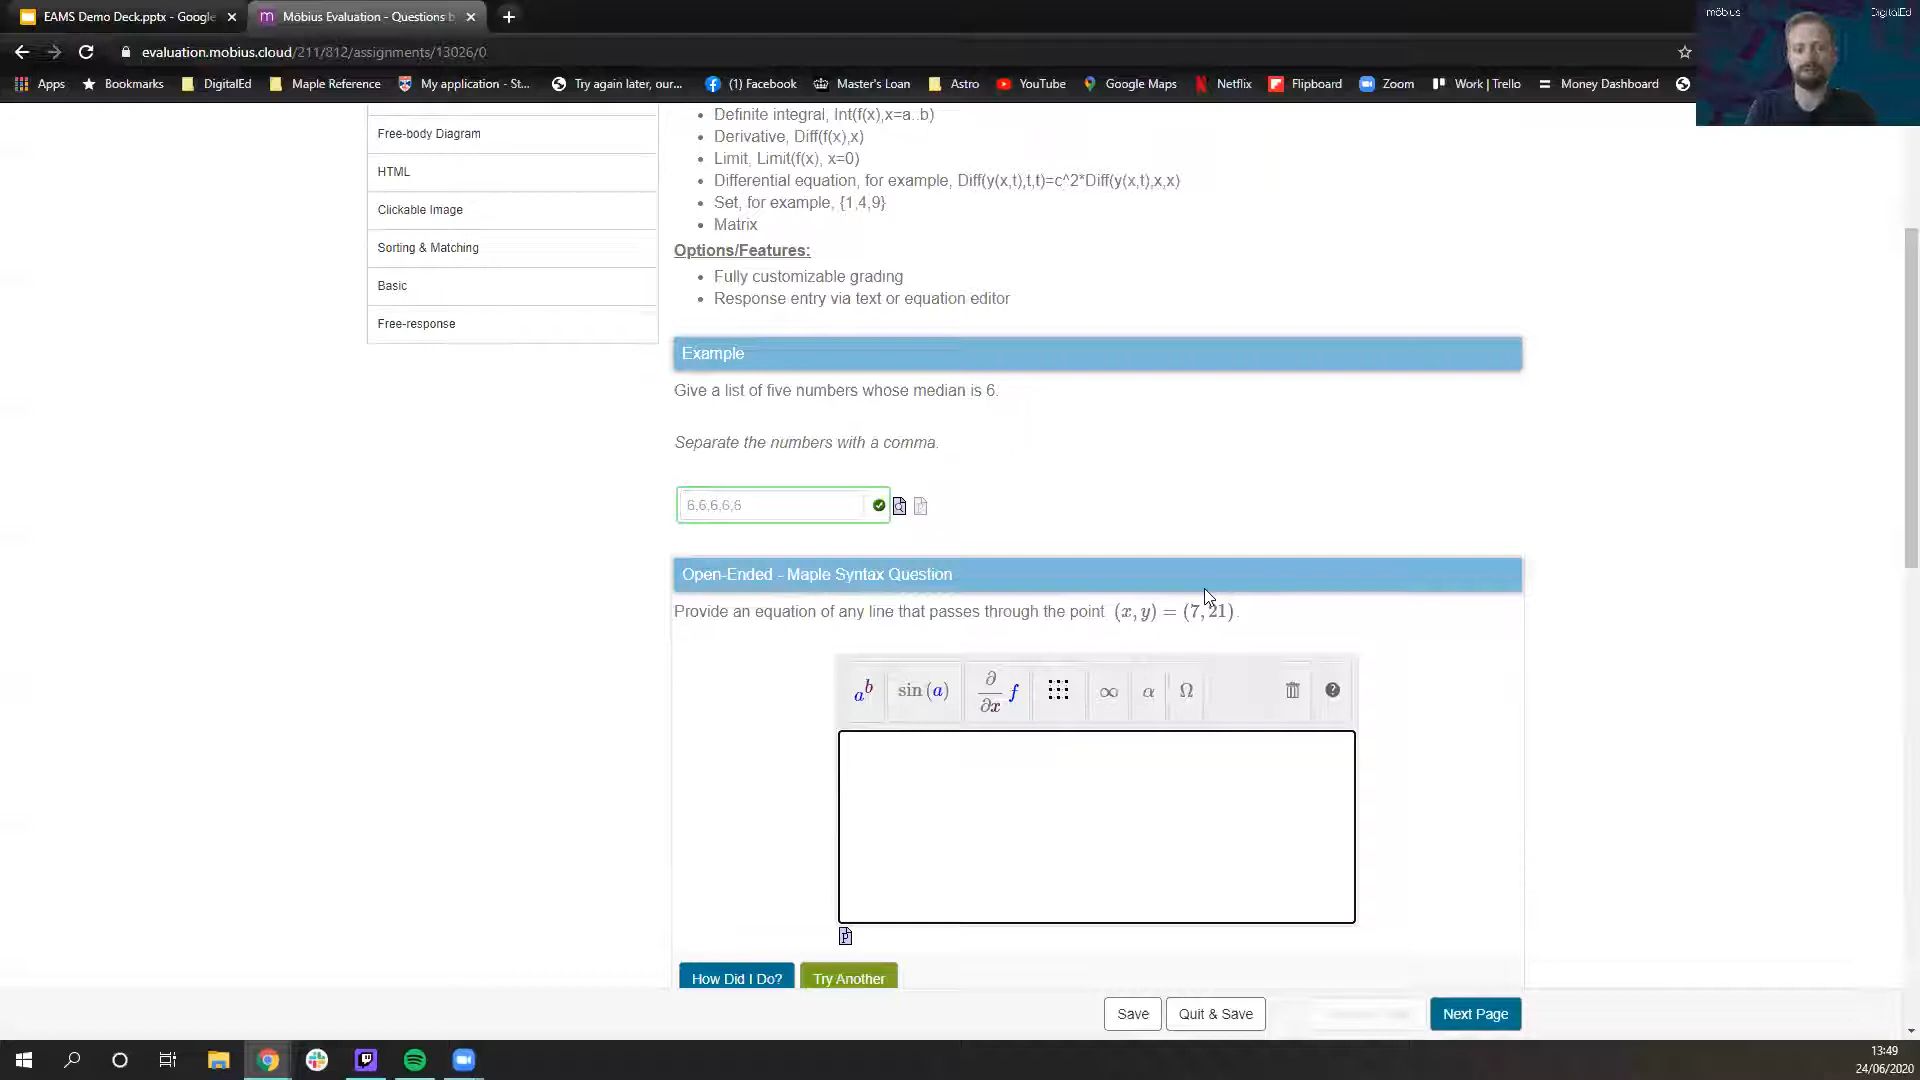 EAMS Demo Deck.pptx - Google
Möbius Evaluation - Questions b
möbius
DigitalEd
evaluation.mobius.cloud/211/812/assignments/13026/0
Apps
Bookmarks
DigitalEd
Maple Reference
My application - St...
Try again later, our...
(1) Facebook
Master's Loan
Astro
YouTube
Google Maps
Netflix
Flipboard
Zoom
Work | Trello
Money Dashboard
Free-body Diagram
HTML
Clickable Image
Sorting & Matching
Basic
Free-response
• Definite integral, Int(f(x),x=a..b)
• Derivative, Diff(f(x),x)
• Limit, Limit(f(x), x=0)
• Differential equation, for example, Diff(y(x,t),t,t)=c^2*Diff(y(x,t),x,x)
• Set, for example, {1,4,9}
• Matrix
Options/Features:
• Fully customizable grading
• Response entry via text or equation editor
Example
Give a list of five numbers whose median is 6.
Separate the numbers with a comma.
6,6,6,6,6
Open-Ended - Maple Syntax Question
Provide an equation of any line that passes through the point (x, y) = (7, 21).
a^b sin (a) ∂/∂x f ∞ α Ω
How Did I Do?
Try Another
Save
Quit & Save
Next Page
13:49
24/06/2020